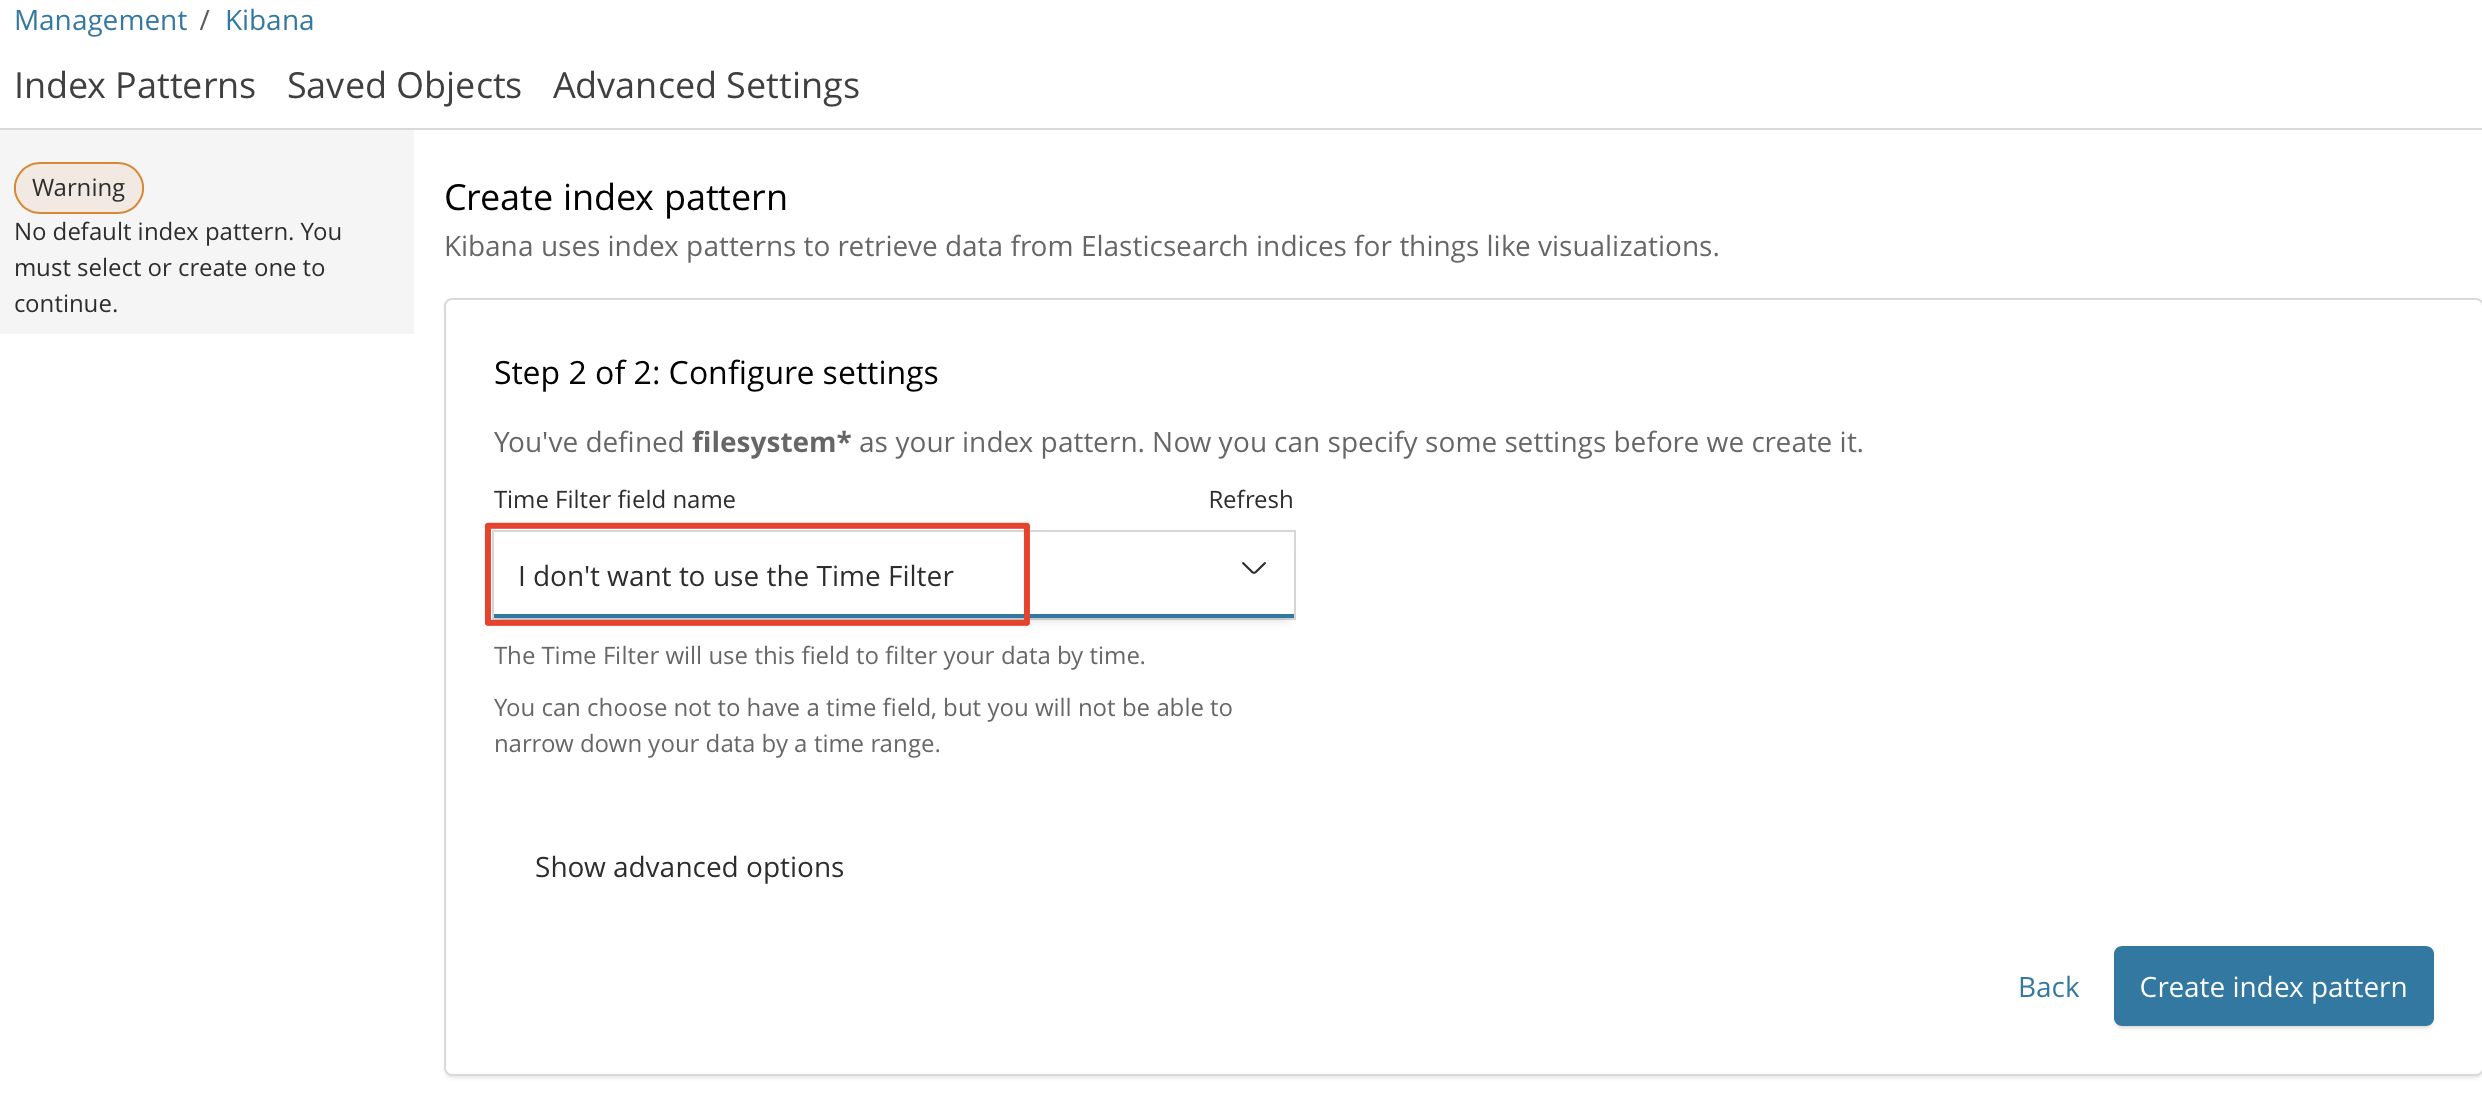 Management / Kibana
Index Patterns Saved Objects Advanced Settings
Warning
No default index pattern. You
must select or create one to
continue.
Create index pattern
Kibana uses index patterns to retrieve data from Elasticsearch indices for things like visualizations.
Step 2 of 2: Configure settings
You've defined filesystem* as your index pattern. Now you can specify some settings before we create it.
Time Filter field name Refresh
I don't want to use the Time Filter
The Time Filter will use this field to filter your data by time.
You can choose not to have a time field, but you will not be able to
narrow down your data by a time range.
Show advanced options
Back Create index pattern